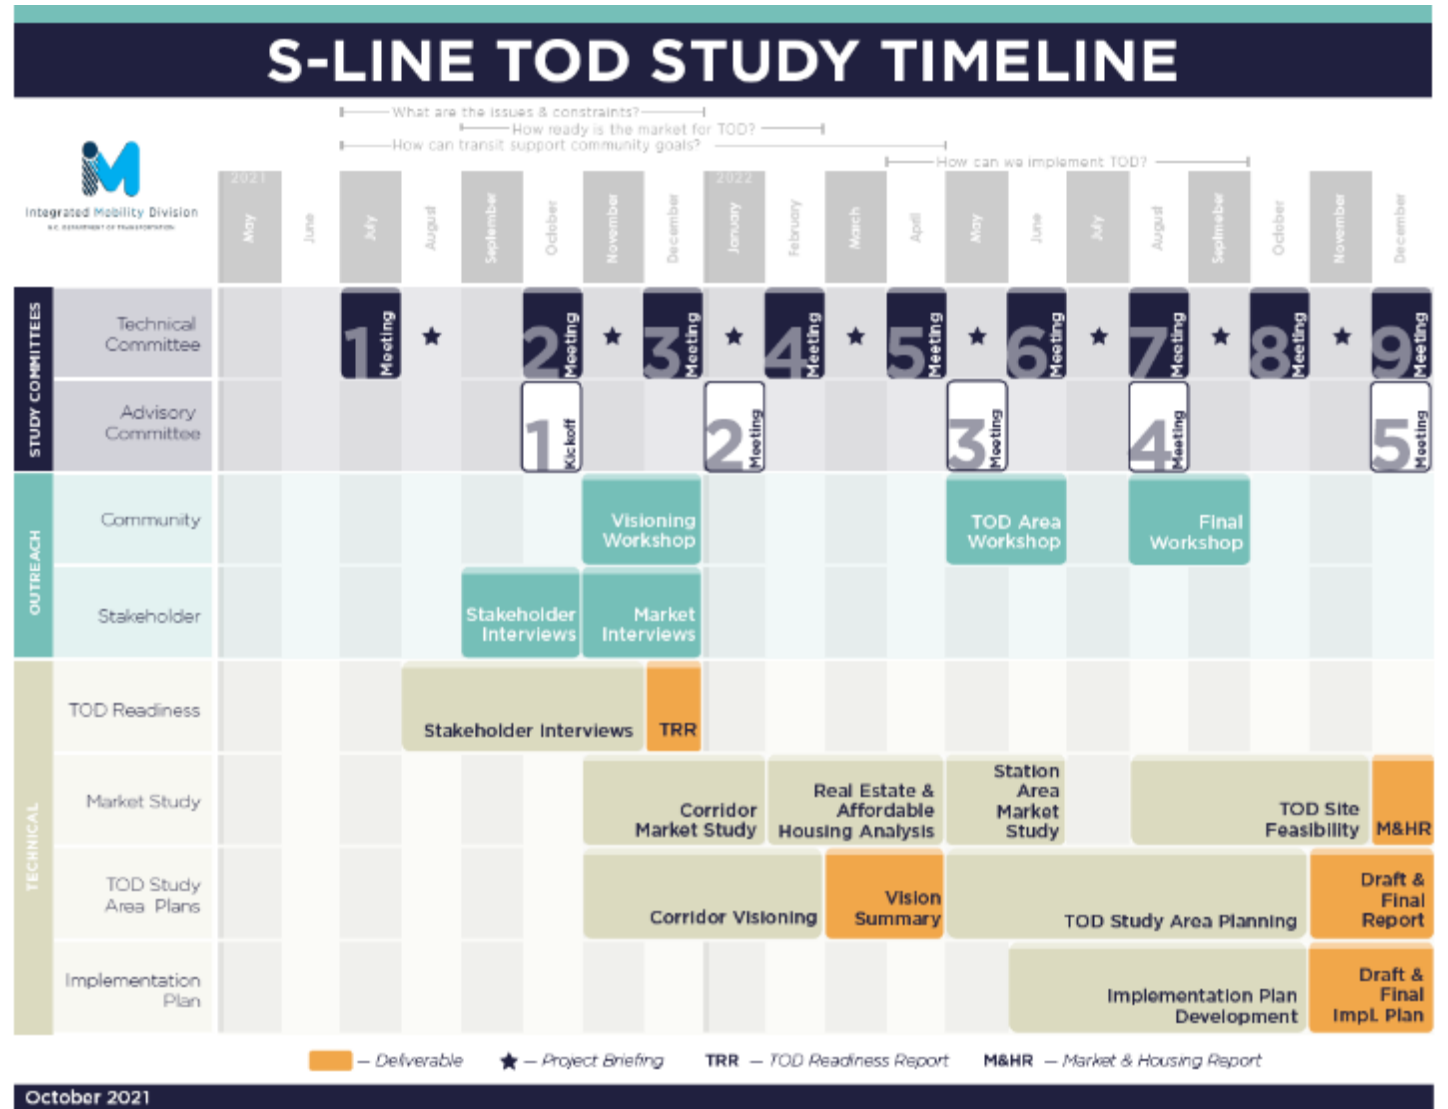 S-LINE TOD STUDY TIMELINE
What are the issues & constraints?
How ready is the market for TOD?
How can transit support community goals?
How can we implement TOD?
iM
Integrated Mobility Division
N.C. DEPARTMENT OF TRANSPORTATION
2021
2022
May
June
July
August
September
October
November
December
January
February
March
April
May
June
July
August
Septmeber
October
November
December
STUDY COMMITTEES
Technical
Committee
1 Meeting
2 Meeting
3 Meeting
4 Meeting
5 Meeting
6 Meeting
7 Meeting
8 Meeting
9 Meeting
Advisory
Committee
1 Kickoff
2 Meeting
3 Meeting
4 Meeting
5 Meeting
OUTREACH
Community
Visioning
Workshop
TOD Area
Workshop
Final
Workshop
Stakeholder
Stakeholder
Interviews
Market
Interviews
TECHNICAL
TOD Readiness
Stakeholder Interviews
TRR
Market Study
Corridor
Market Study
Real Estate &
Affordable
Housing Analysis
Station
Area
Market
Study
TOD Site
Feasibility
M&HR
TOD Study
Area Plans
Corridor Visioning
Vision
Summary
TOD Study Area Planning
Draft &
Final
Report
Implementation
Plan
Implementation Plan
Development
Draft &
Final
Impl. Plan
— Deliverable
★ — Project Briefing
TRR — TOD Readiness Report
M&HR — Market & Housing Report
October 2021